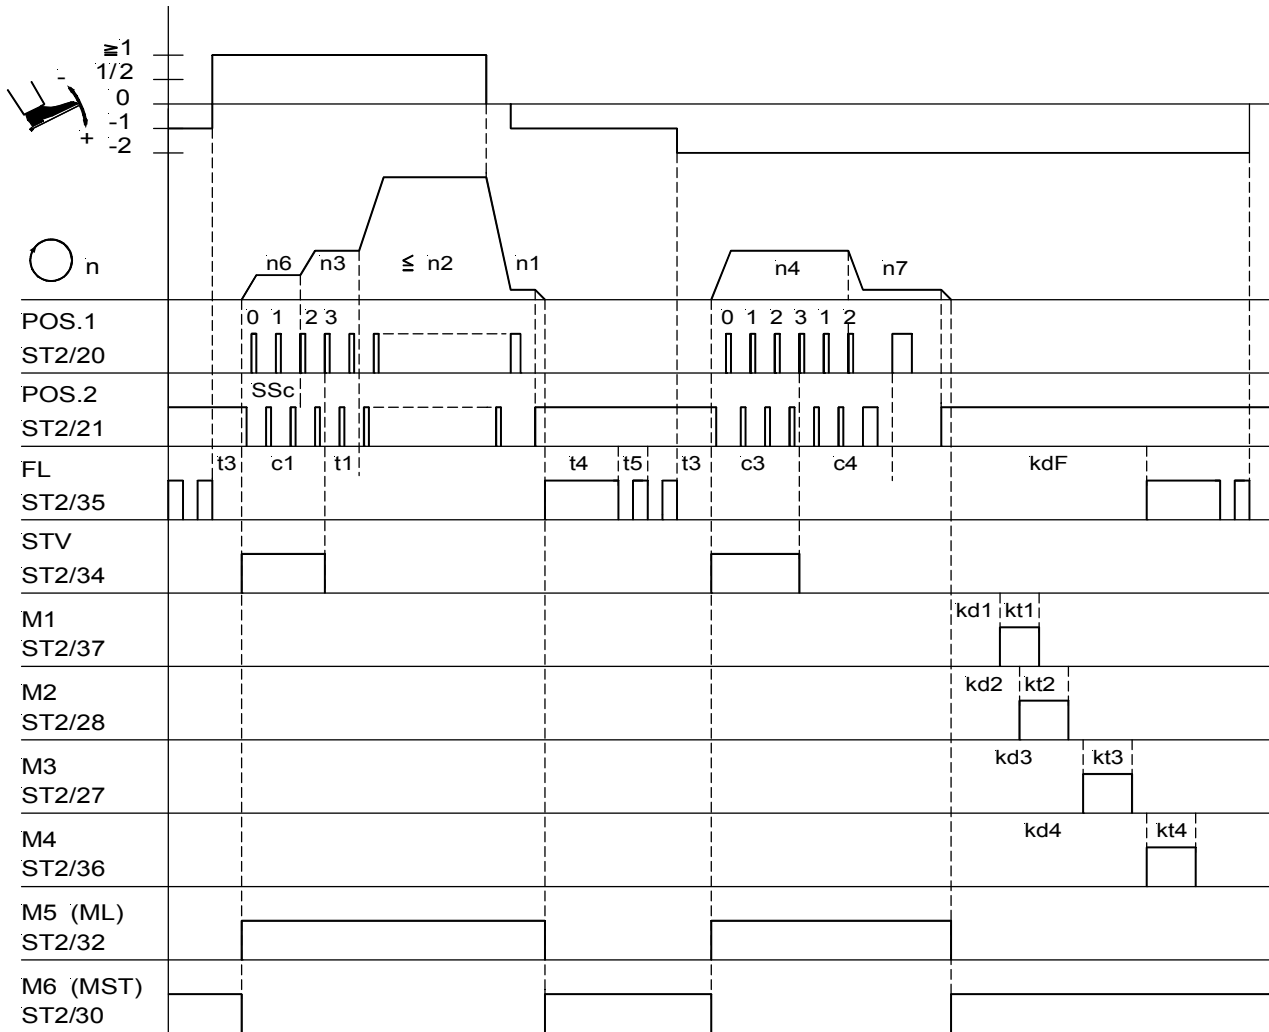 ≧1
1/2
-
0
-1
+
-2
n
n6
n3
≦ n2
n1
n4
n7
POS.1
ST2/20
0 1 2 3
0 1 2 3 1 2
POS.2
ST2/21
SSc
FL
ST2/35
t3
c1
t1
t4
t5
t3
c3
c4
kdF
STV
ST2/34
M1
ST2/37
kd1
kt1
M2
ST2/28
kd2
kt2
M3
ST2/27
kd3
kt3
M4
ST2/36
kd4
kt4
M5 (ML)
ST2/32
M6 (MST)
ST2/30